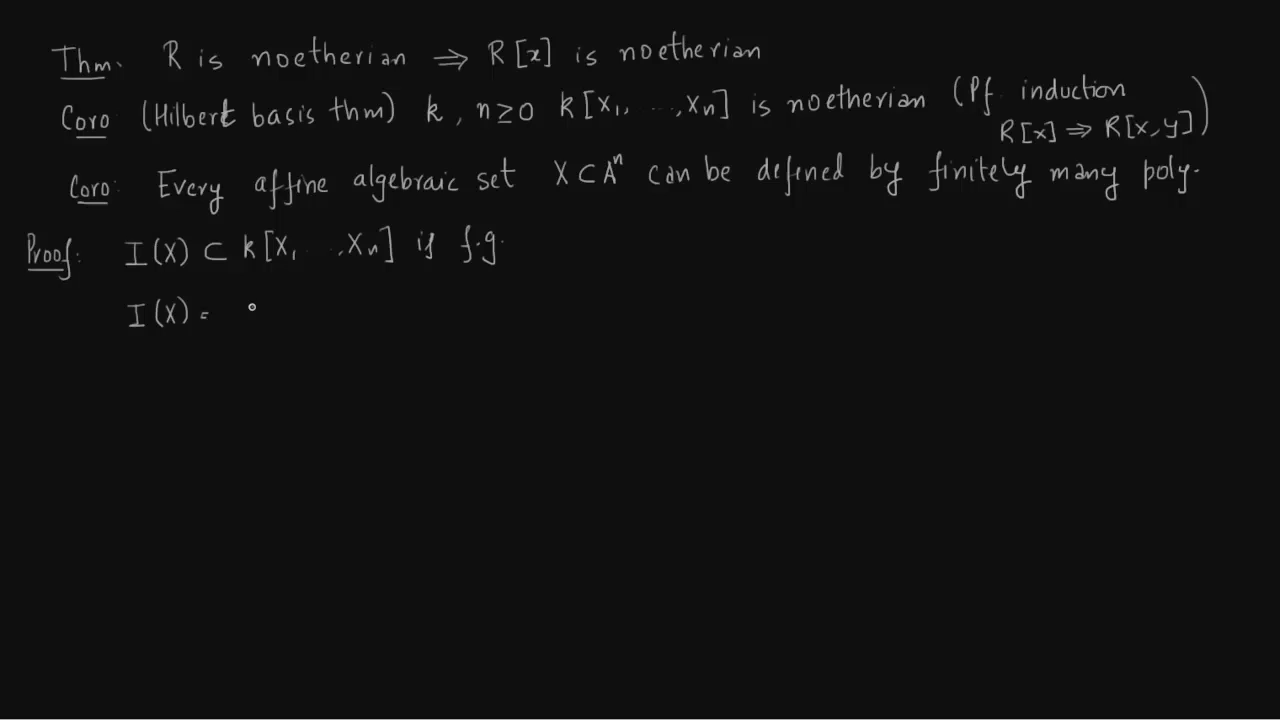 Thm. R is noetherian ⇒ R[x] is noetherian
Coro (Hilbert basis thm) k, n≥0 k[X₁, ..., Xₙ] is noetherian (Pf. induction
R[x] ⇒ R[x,y])
Coro: Every affine algebraic set X⊂Aⁿ can be defined by finitely many poly.
Proof: I(X) ⊂ k[X₁ ..., Xₙ] is f.g.
I(X) =